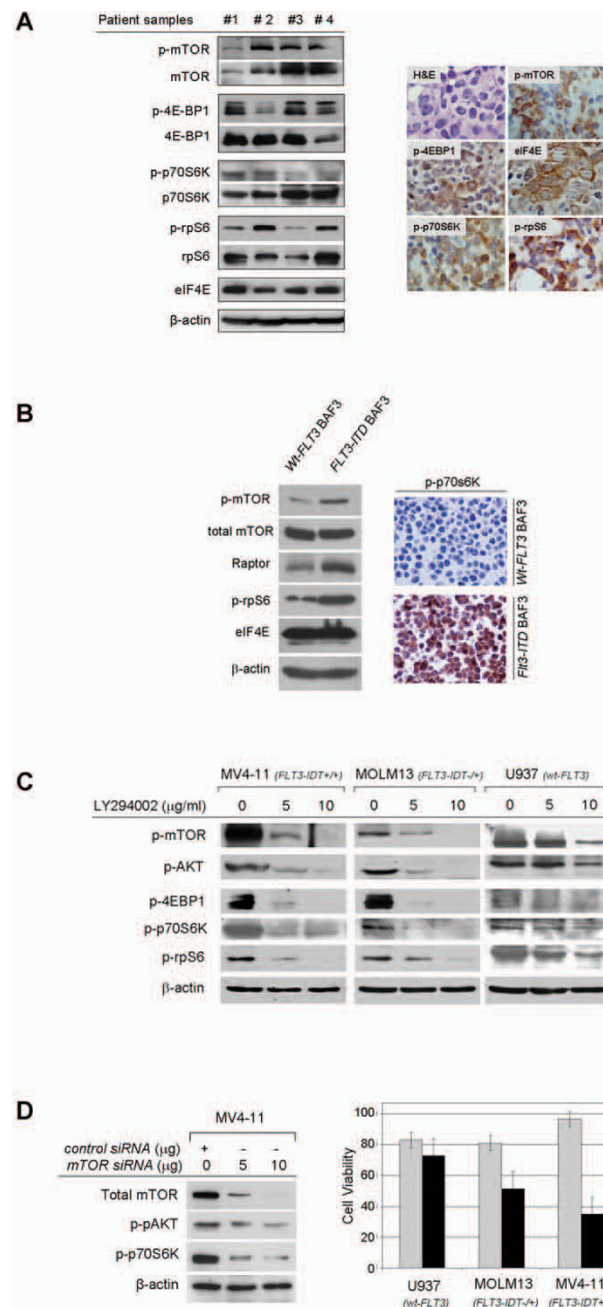 A
Patient samples #1 # 2 #3 # 4
p-mTOR
mTOR
p-4E-BP1
4E-BP1
p-p70S6K
p70S6K
p-rpS6
rpS6
eIF4E
β-actin
H&E p-mTOR
p-4EBP1 eIF4E
p-p70S6K p-rpS6
B
Wt-FLT3 BAF3 FLT3-ITD BAF3
p-mTOR
total mTOR
Raptor
p-rpS6
eIF4E
β-actin
p-p70s6K
Wt-FLT3 BAF3
Flt3-ITD BAF3
C
MV4-11 (FLT3-IDT+/+) MOLM13 (FLT3-IDT-/+) U937 (wt-FLT3)
LY294002 (µg/ml) 0 5 10 0 5 10 0 5 10
p-mTOR
p-AKT
p-4EBP1
p-p70S6K
p-rpS6
β-actin
D
MV4-11
control siRNA (µg) + - -
mTOR siRNA (µg) 0 5 10
Total mTOR
p-pAKT
p-p70S6K
β-actin
Cell Viability
100
80
60
40
20
0
U937 MOLM13 MV4-11
(wt-FLT3) (FLT3-IDT-/+) (FLT3-IDT+